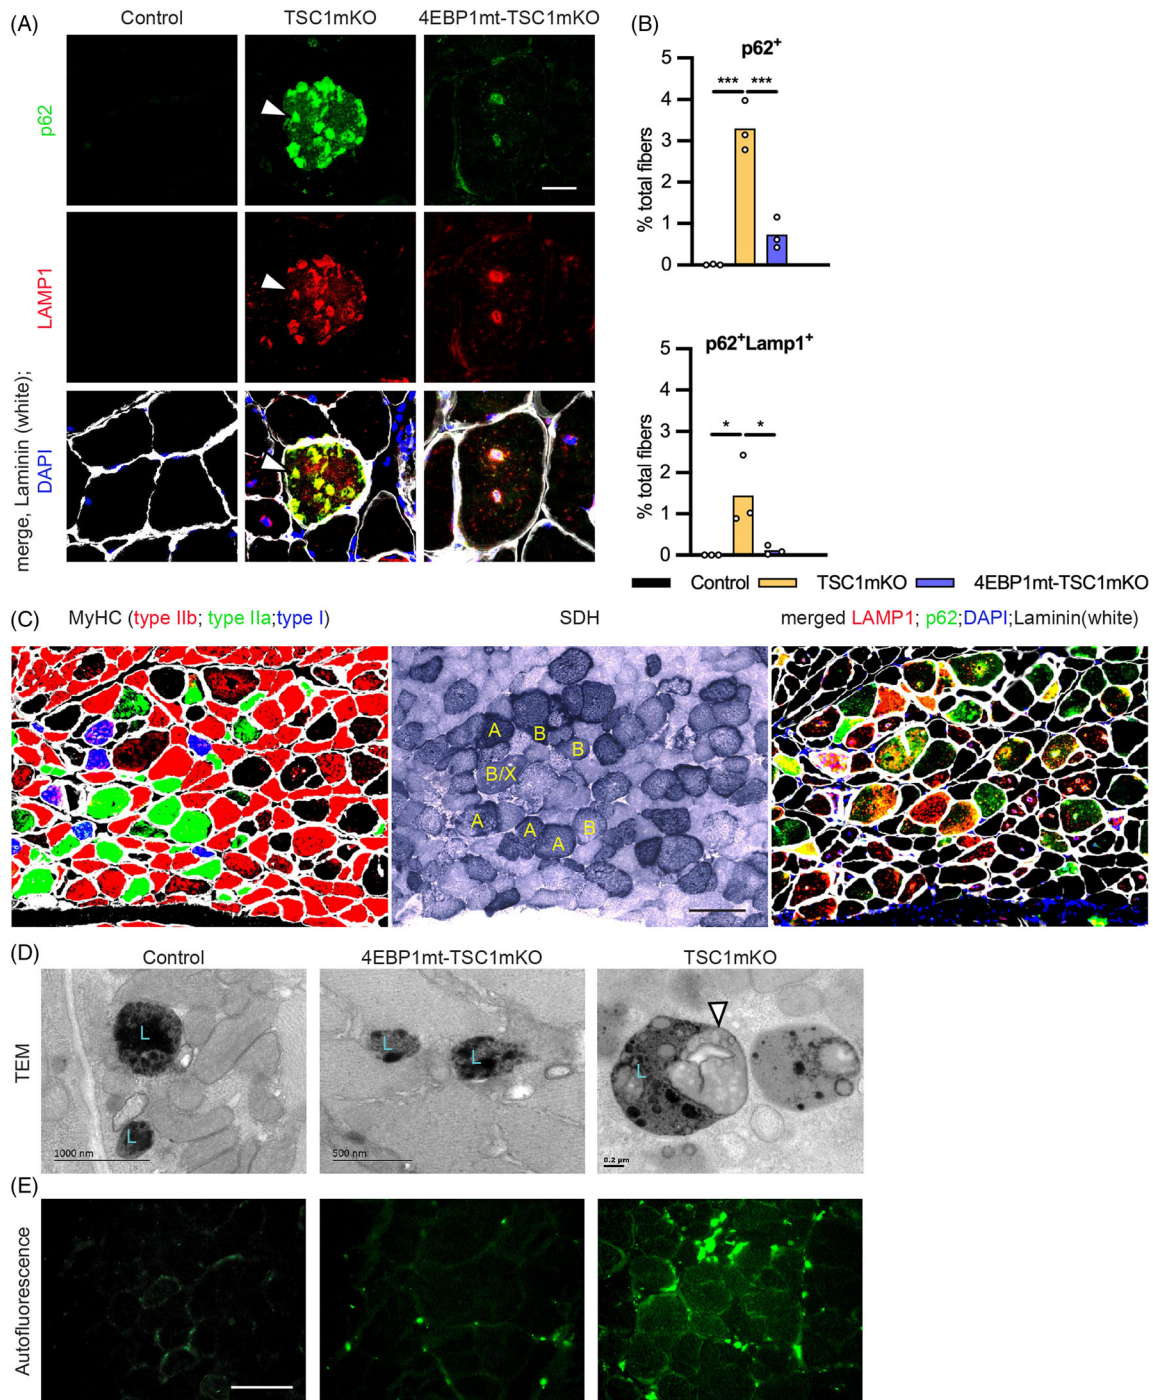 (A)
Control
TSC1mKO
4EBP1mt-TSC1mKO
p62
LAMP1
merge, Laminin (white);
DAPI
(B)
p62+
5
4
3
2
1
0
% total fibers
***
***
p62+Lamp1+
5
4
3
2
1
0
% total fibers
*
*
Control
TSC1mKO
4EBP1mt-TSC1mKO
(C)
MyHC (type IIb; type IIa;type I)
SDH
merged LAMP1; p62;DAPI;Laminin(white)
A
B
B
B/X
A
A
B
A
(D)
Control
4EBP1mt-TSC1mKO
TSC1mKO
TEM
L
L
1000 nm
L
L
500 nm
L
0.2 µm
(E)
Autofluorescence